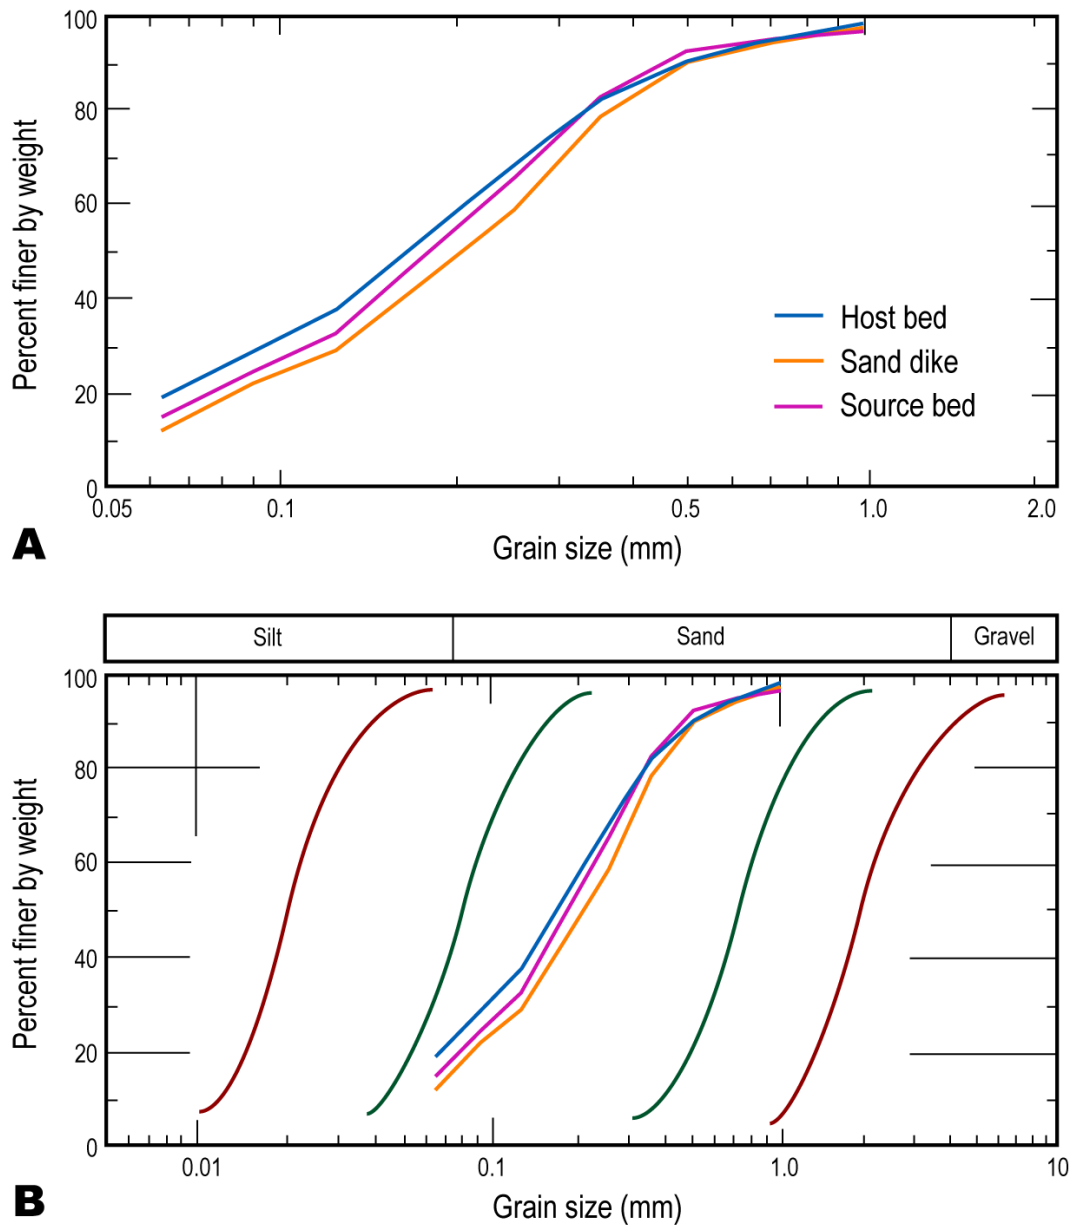 100
80
60
40
20
0
Percent finer by weight
Host bed
Sand dike
Source bed
0.05 0.1 0.5 1.0 2.0
Grain size (mm)
A
Silt Sand Gravel
100
80
60
40
20
0
Percent finer by weight
0.01 0.1 1.0 10
Grain size (mm)
B